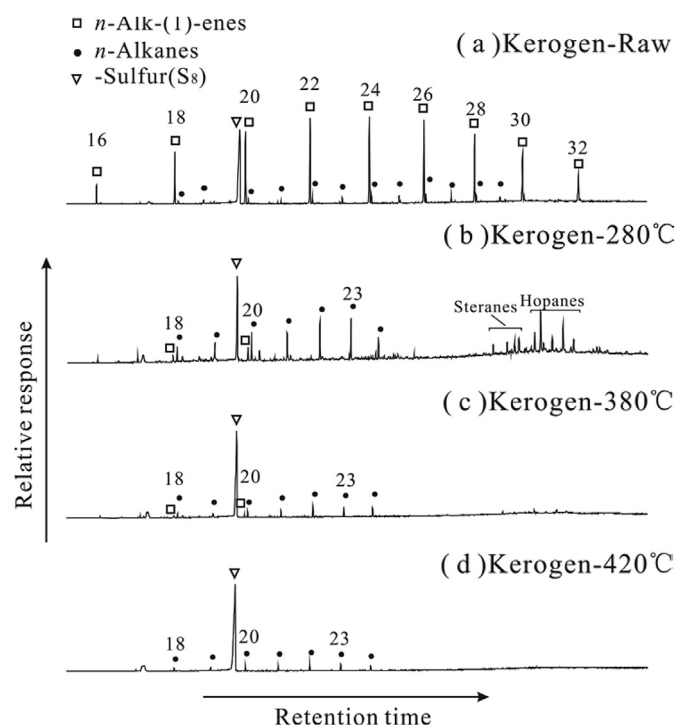 n-Alk-(1)-enes
n-Alkanes
-Sulfur(S8)
(a)Kerogen-Raw
16 18 20 22 24 26 28 30 32
(b)Kerogen-280℃
18 20 23 Steranes Hopanes
(c)Kerogen-380℃
18 20 23
(d)Kerogen-420℃
18 20 23
Relative response
Retention time